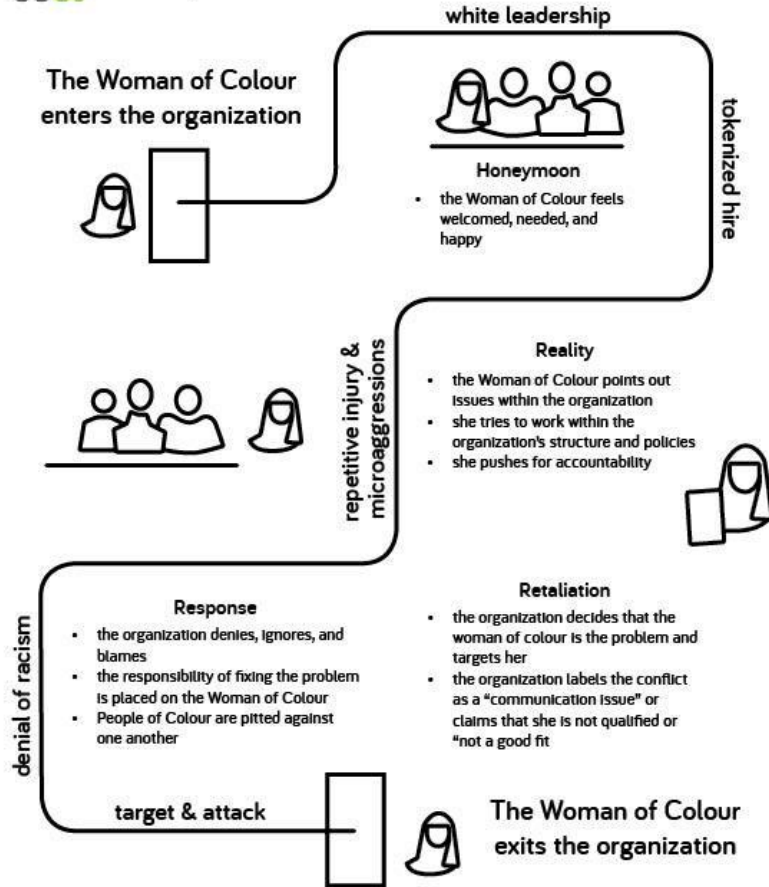 white leadership
The Woman of Colour
enters the organization
tokenized hire
Honeymoon
• the Woman of Colour feels
welcomed, needed, and
happy
repetitive injury &
microaggressions
Reality
• the Woman of Colour points out
issues within the organization
• she tries to work within the
organization's structure and policies
• she pushes for accountability
denial of racism
Response
• the organization denies, ignores, and
blames
• the responsibility of fixing the problem
is placed on the Woman of Colour
• People of Colour are pitted against
one another
Retaliation
• the organization decides that the
woman of colour is the problem and
targets her
• the organization labels the conflict
as a “communication issue” or
claims that she is not qualified or
“not a good fit
target & attack
The Woman of Colour
exits the organization